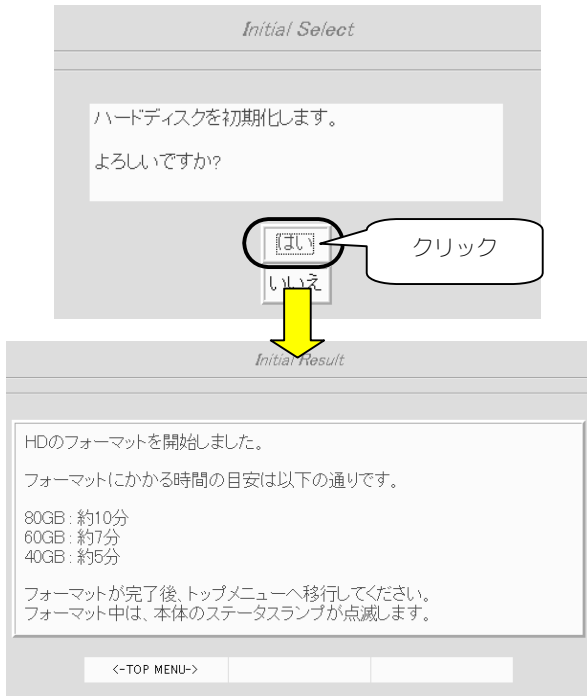 Initial Select
ハードディスクを初期化します。
よろしいですか?
はい
クリック
いいえ
Initial Result
HDのフォーマットを開始しました。
フォーマットにかかる時間の目安は以下の通りです。
80GB : 約10分
60GB : 約7分
40GB : 約5分
フォーマットが完了後、トップメニューへ移行してください。
フォーマット中は、本体のステータスランプが点滅します。
<-TOP MENU->